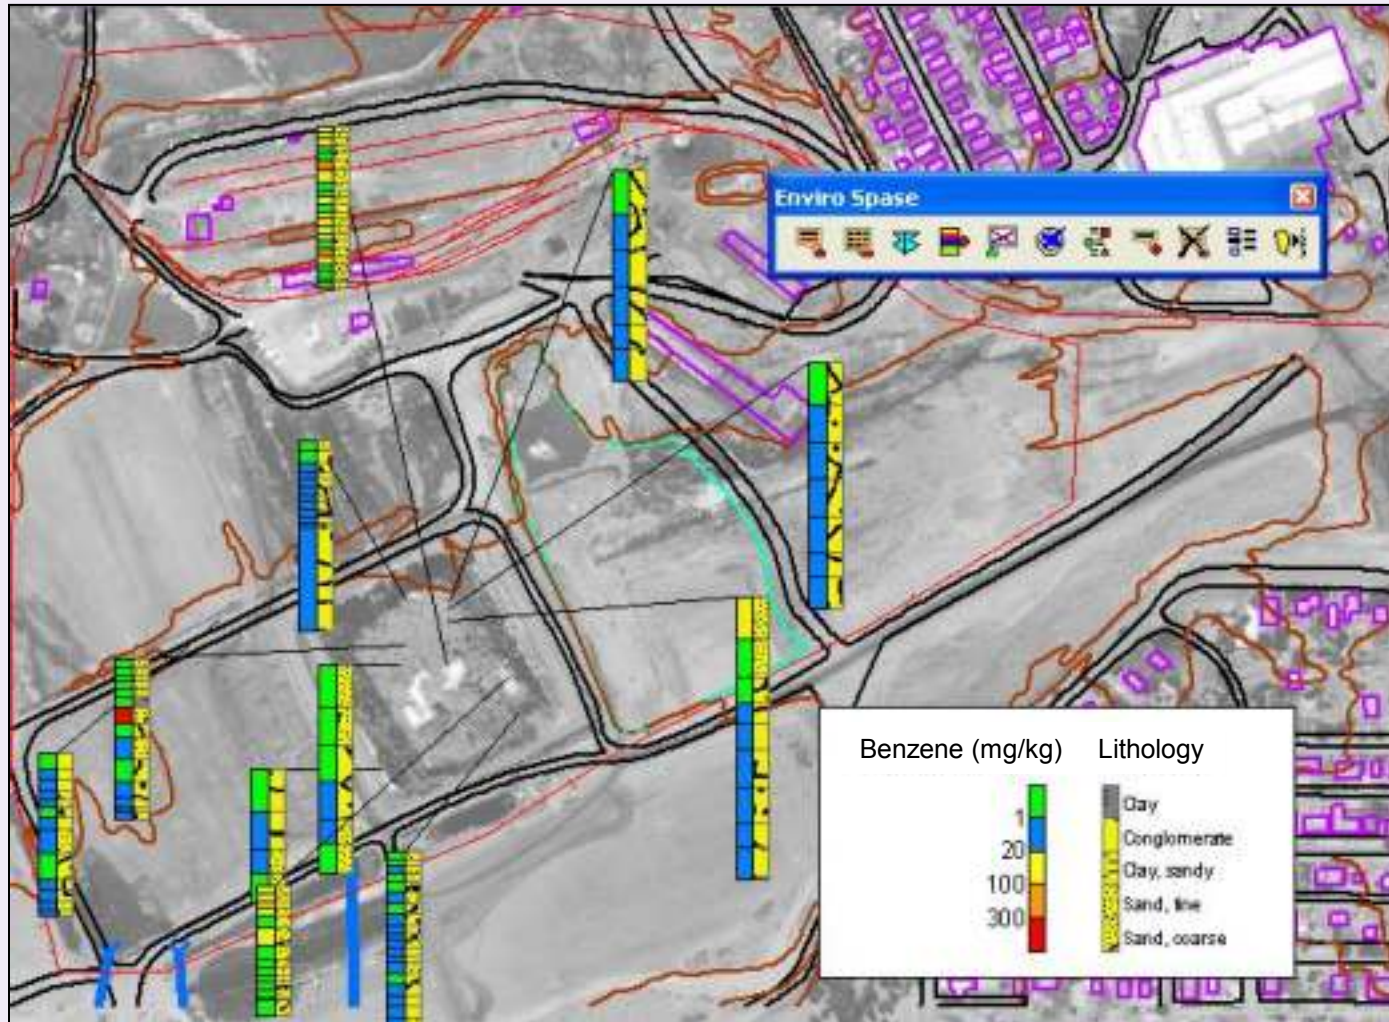 Enviro Spase
Benzene (mg/kg) Lithology
1
20
100
300
Clay
Conglomerate
Clay, sandy
Sand, fine
Sand, coarse